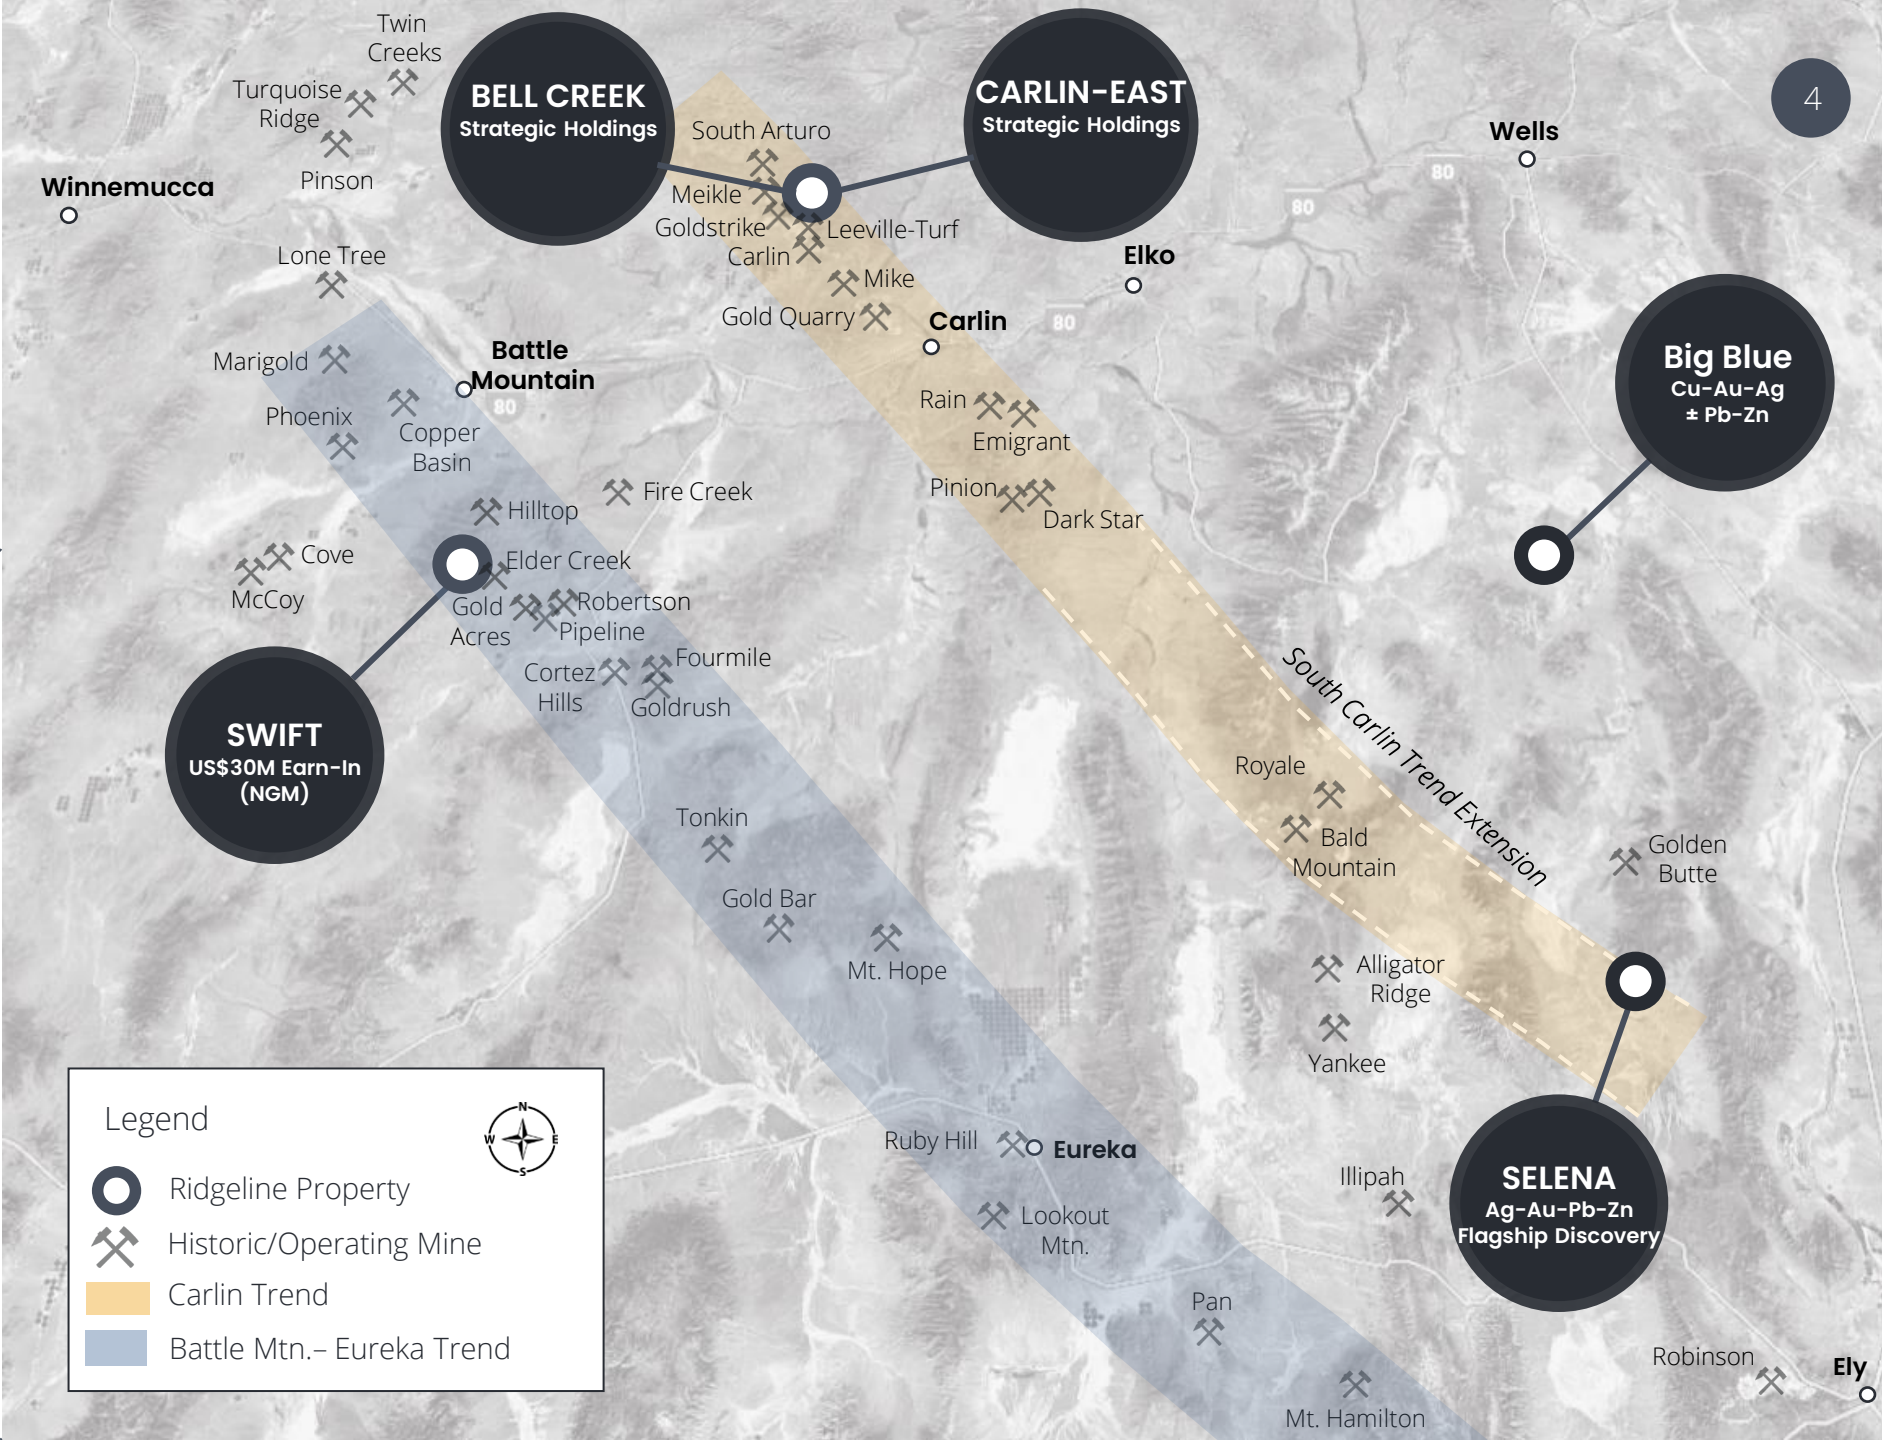 Twin
Creeks
Turquoise
Ridge
Pinson
Winnemucca
Lone Tree
BELL CREEK
Strategic Holdings
CARLIN-EAST
Strategic Holdings
4
South Arturo
Meikle
Goldstrike
Leeville-Turf
Carlin
Mike
Gold Quarry
Wells
80
80
Elko
80
Carlin
Marigold
Battle
Mountain
80
Phoenix
Copper
Basin
Big Blue
Cu-Au-Ag
± Pb-Zn
Rain
Emigrant
Pinion
Dark Star
Fire Creek
Hilltop
Cove
McCoy
Elder Creek
Gold
Acres
Robertson
Pipeline
Cortez
Hills
Fourmile
Goldrush
SWIFT
US$30M Earn-In
(NGM)
South Carlin Trend Extension
Royale
Bald
Mountain
Golden
Butte
Tonkin
Gold Bar
Mt. Hope
Alligator
Ridge
Yankee
Legend
N
W
E
S
Ridgeline Property
Historic/Operating Mine
Carlin Trend
Battle Mtn.– Eureka Trend
Ruby Hill
Eureka
Lookout
Mtn.
Illipah
SELENA
Ag-Au-Pb-Zn
Flagship Discovery
Pan
Mt. Hamilton
Robinson
Ely